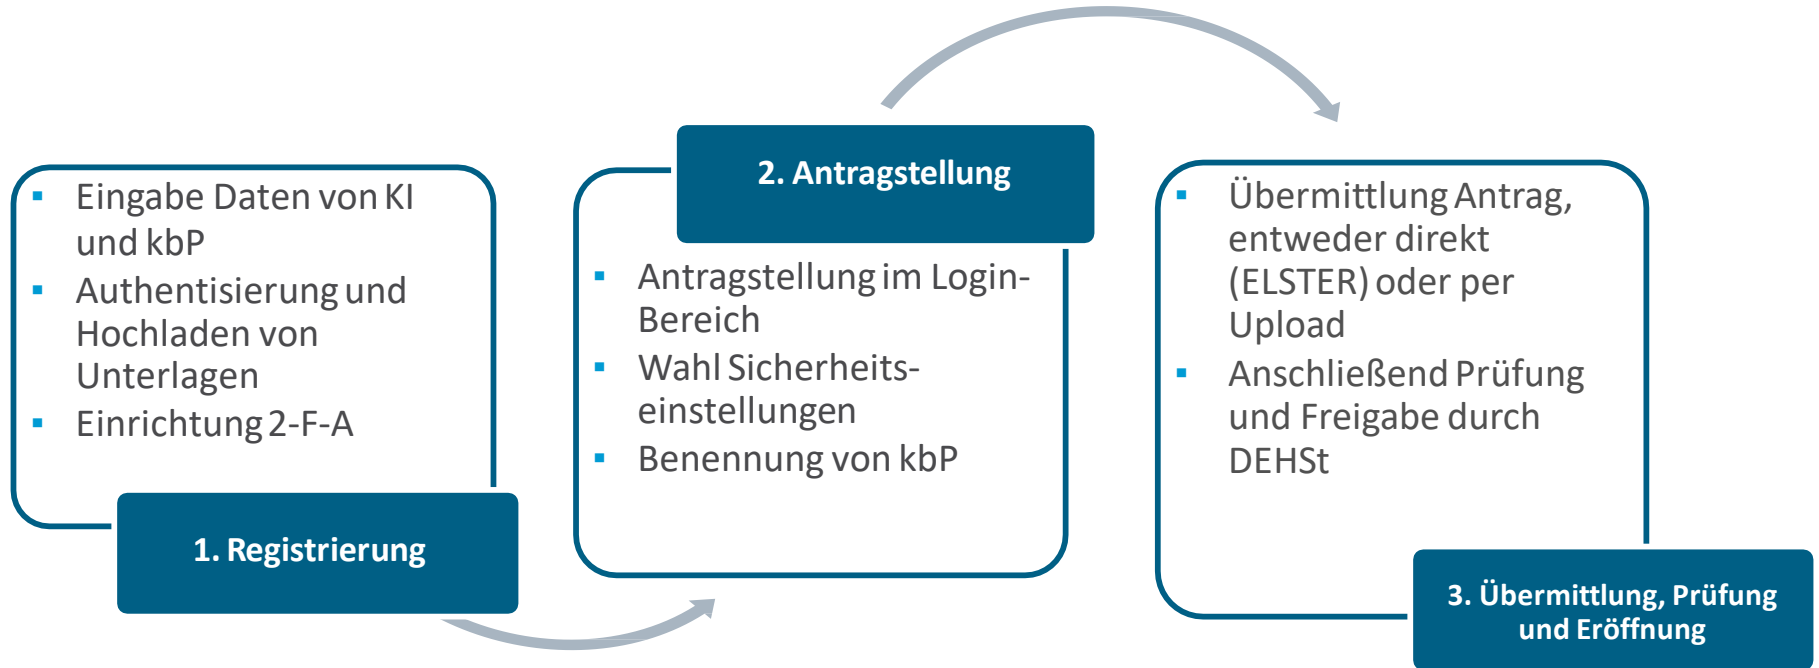 ▪ Eingabe Daten von KI
und kbP
▪ Authentisierung und
Hochladen von
Unterlagen
▪ Einrichtung 2-F-A
1. Registrierung
2. Antragstellung
▪ Antragstellung im Login-
Bereich
▪ Wahl Sicherheits-
einstellungen
▪ Benennung von kbP
▪ Übermittlung Antrag,
entweder direkt
(ELSTER) oder per
Upload
▪ Anschließend Prüfung
und Freigabe durch
DEHSt
3. Übermittlung, Prüfung
und Eröffnung